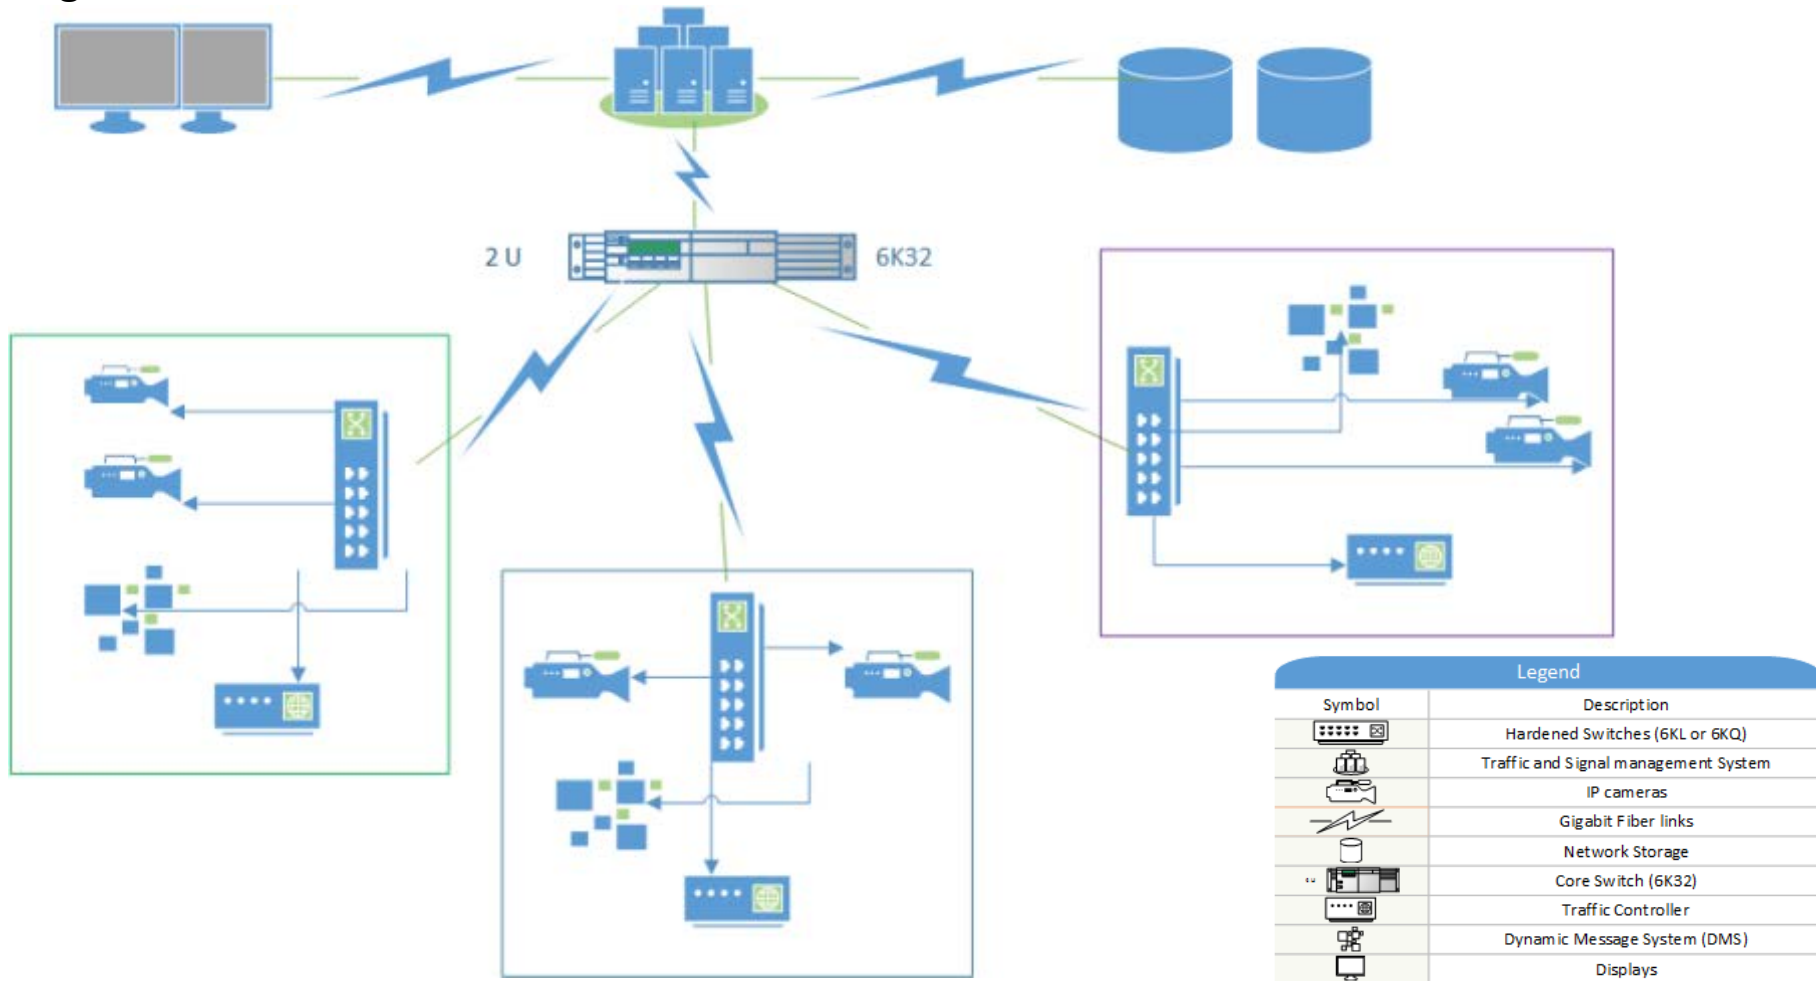 2 U
6K32
Legend
Symbol Description
Hardened Switches (6KL or 6KQ)
Traffic and Signal management System
IP cameras
Gigabit Fiber links
Network Storage
Core Switch (6K32)
Traffic Controller
Dynamic Message System (DMS)
Displays